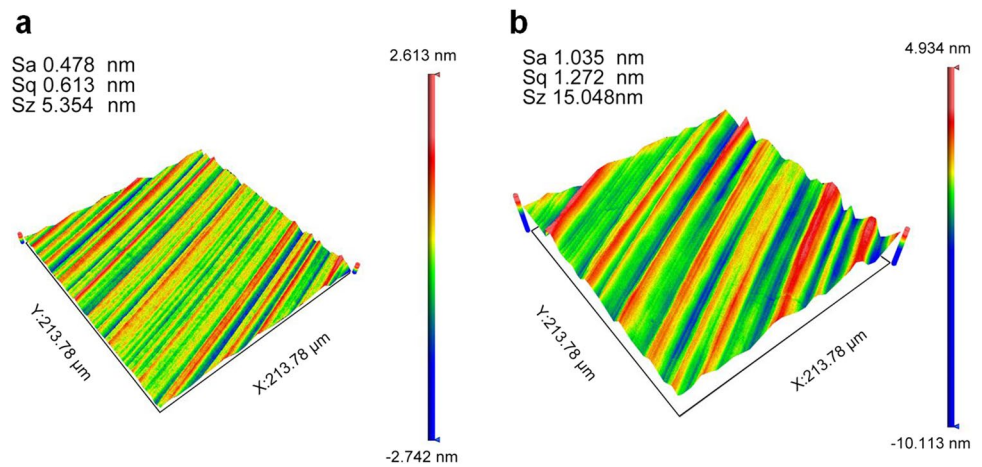 a
Sa 0.478 nm
Sq 0.613 nm
Sz 5.354 nm
2.613 nm
Y:213.78 µm
X:213.78 µm
-2.742 nm
b
Sa 1.035 nm
Sq 1.272 nm
Sz 15.048nm
4.934 nm
Y:213.78 µm
X:213.78 µm
-10.113 nm